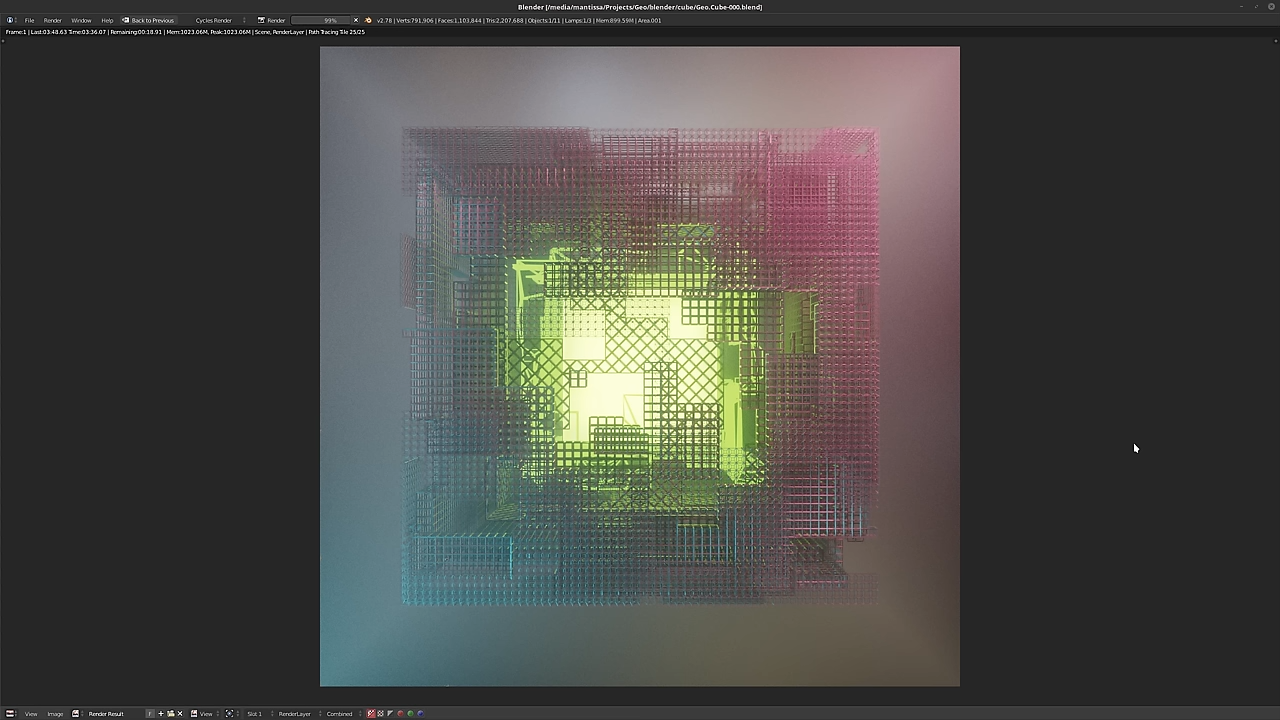 Blender [/media/mantissa/Projects/Geo/blender/cube/Geo.Cube-000.blend]
File Render Window Help Back to Previous Cycles Render Render 99% v2.78 | Verts:791,906 | Faces:1,103,844 | Tris:2,207,688 | Objects:1/11 | Lamps:1/3 | Mem:899.59M | Area.001
Frame:1 | Last:03:48.63 Time:03:36.07 | Remaining:00:18.91 | Mem:1023.06M, Peak:1023.06M | Scene, RenderLayer | Path Tracing Tile 25/25
View Image Render Result F View Slot 1 RenderLayer Combined